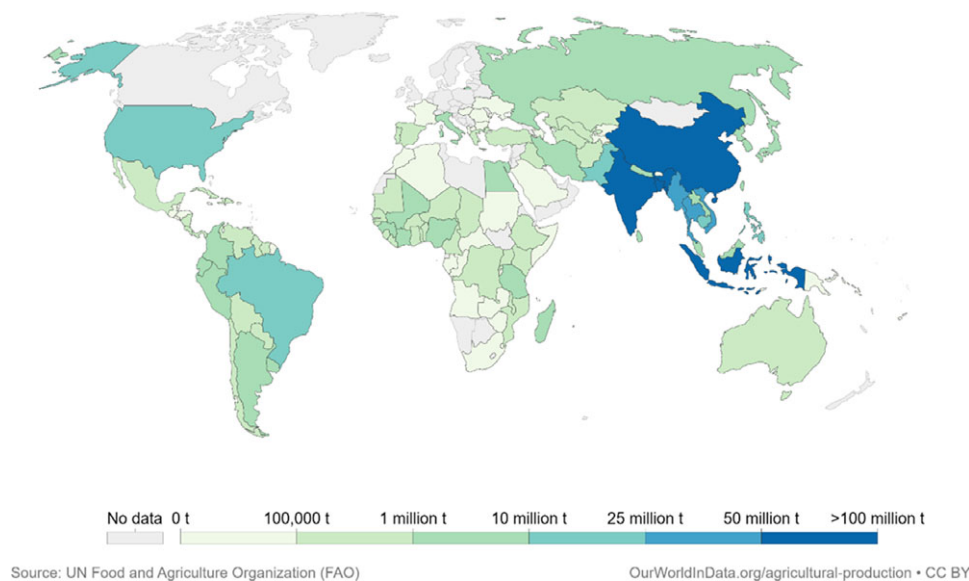 No data 0 t 100,000 t 1 million t 10 million t 25 million t 50 million t >100 million t
Source: UN Food and Agriculture Organization (FAO) OurWorldInData.org/agricultural-production • CC BY